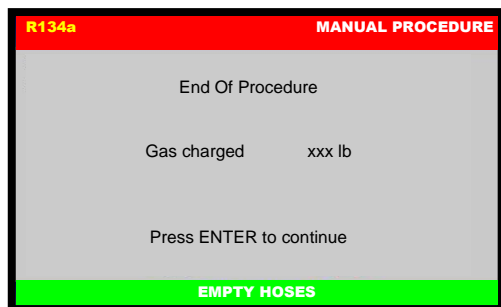 R134a MANUAL PROCEDURE
End Of Procedure
Gas charged xxx lb
Press ENTER to continue
EMPTY HOSES